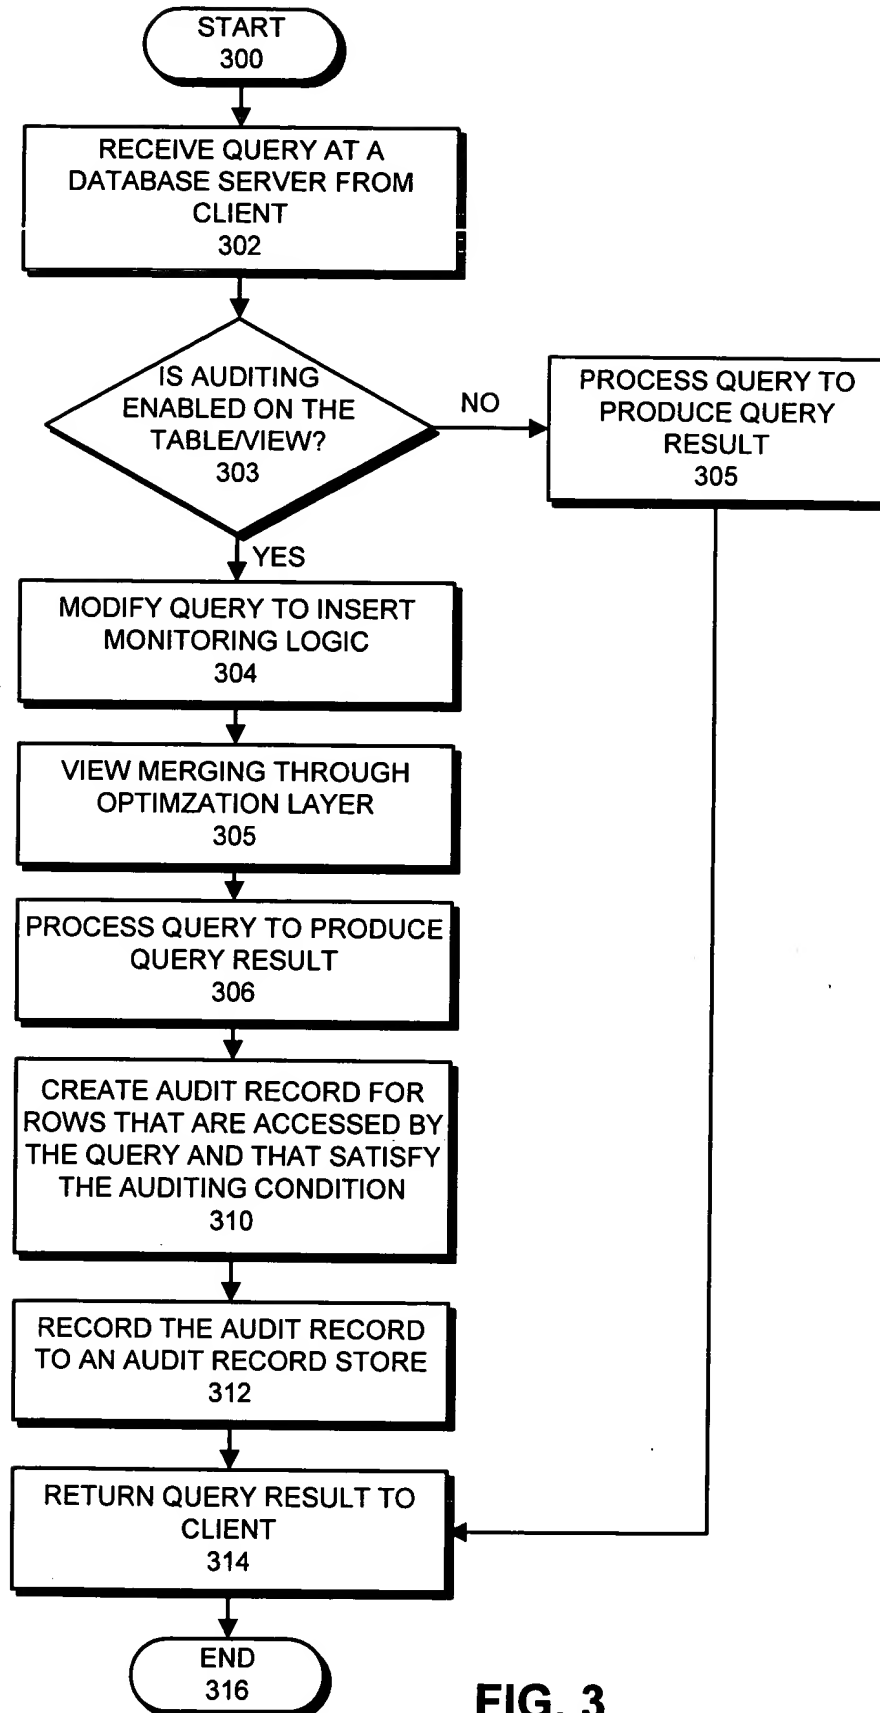 START
300
RECEIVE QUERY AT A
DATABASE SERVER FROM
CLIENT
302
IS AUDITING
ENABLED ON THE
TABLE/VIEW?
303
NO
PROCESS QUERY TO
PRODUCE QUERY
RESULT
305
YES
MODIFY QUERY TO INSERT
MONITORING LOGIC
304
VIEW MERGING THROUGH
OPTIMZATION LAYER
305
PROCESS QUERY TO PRODUCE
QUERY RESULT
306
CREATE AUDIT RECORD FOR
ROWS THAT ARE ACCESSED BY
THE QUERY AND THAT SATISFY
THE AUDITING CONDITION
310
RECORD THE AUDIT RECORD
TO AN AUDIT RECORD STORE
312
RETURN QUERY RESULT TO
CLIENT
314
END
316
FIG. 3